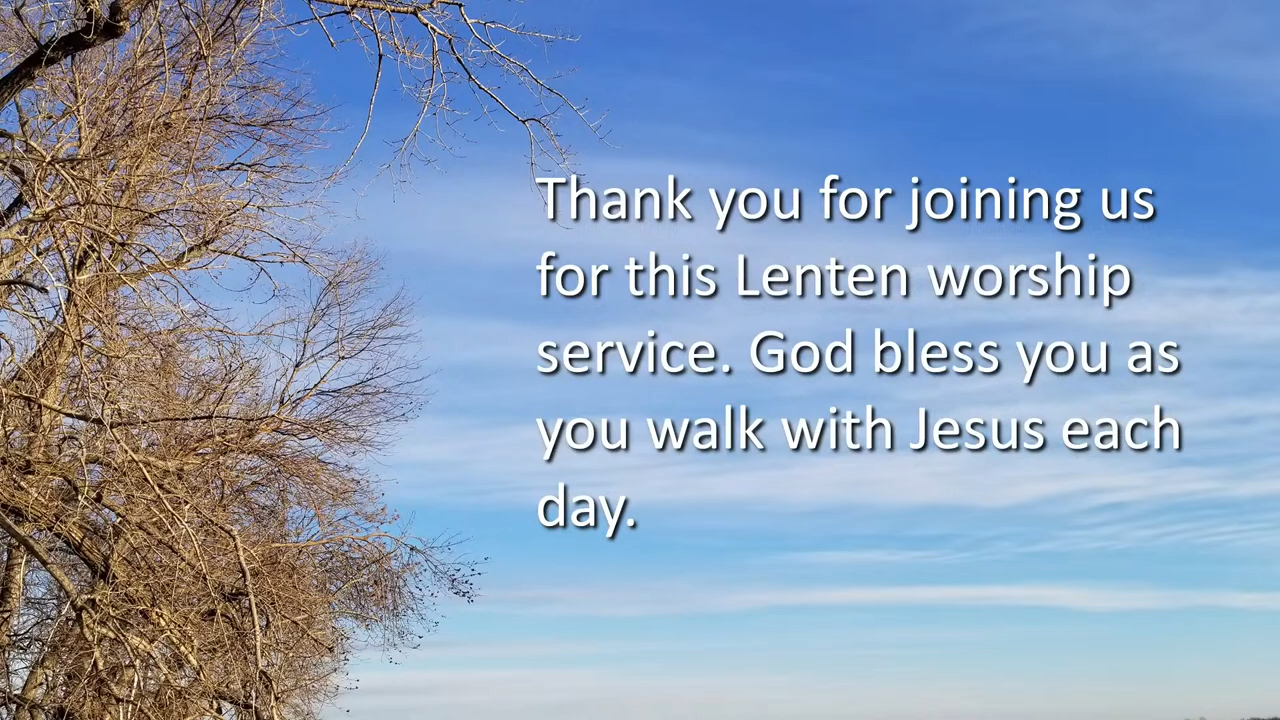 Thank you for joining us
for this Lenten worship
service. God bless you as
you walk with Jesus each
day.